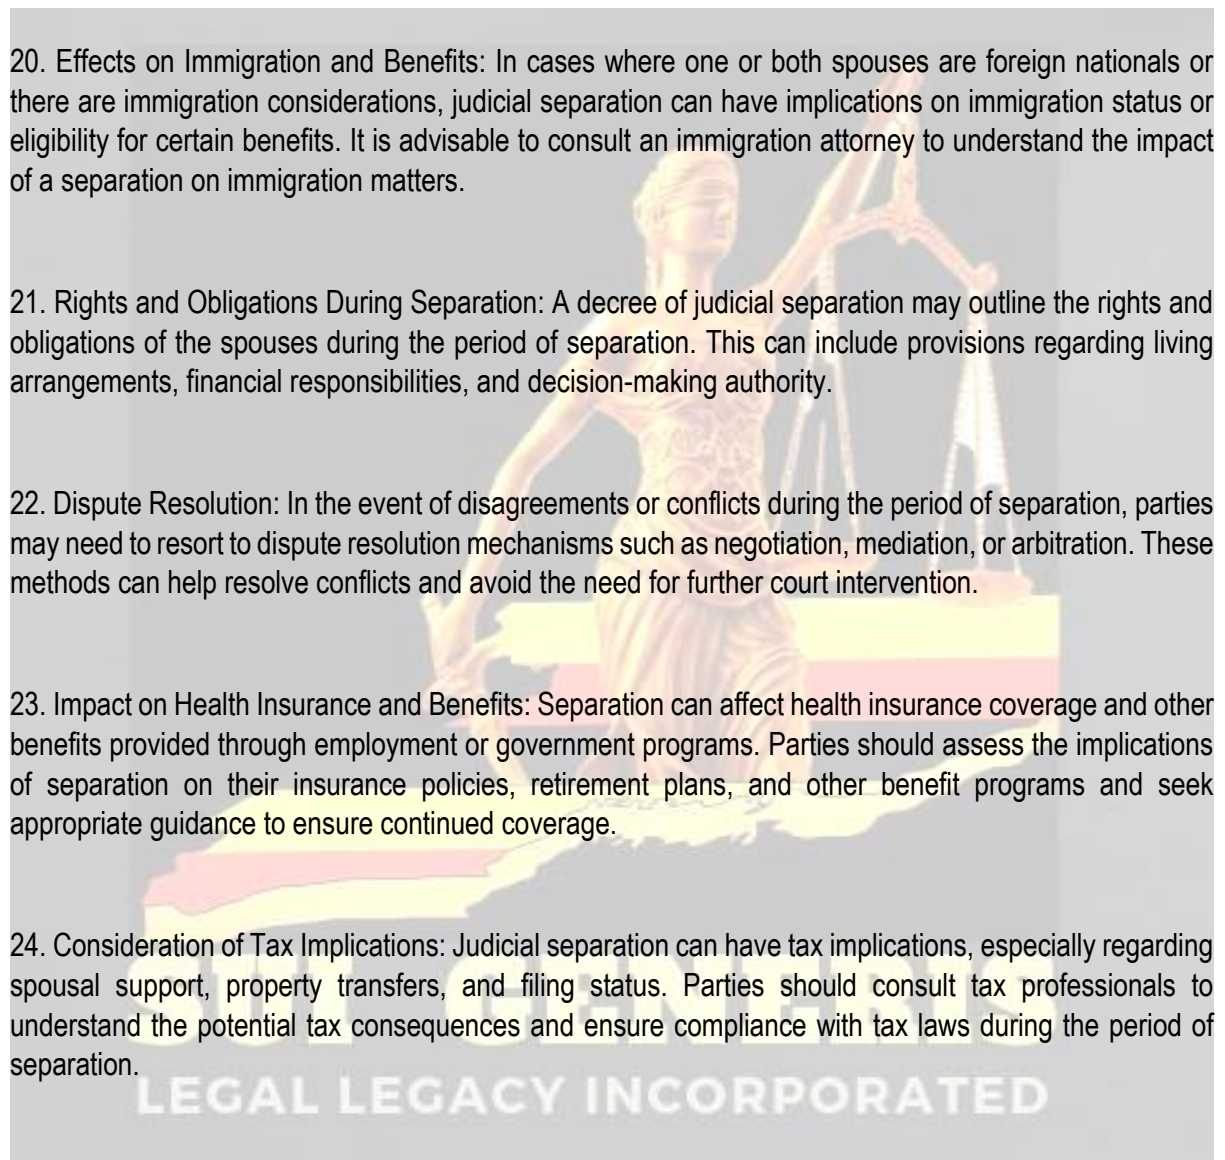 20. Effects on Immigration and Benefits: In cases where one or both spouses are foreign nationals or
there are immigration considerations, judicial separation can have implications on immigration status or
eligibility for certain benefits. It is advisable to consult an immigration attorney to understand the impact
of a separation on immigration matters.
21. Rights and Obligations During Separation: A decree of judicial separation may outline the rights and
obligations of the spouses during the period of separation. This can include provisions regarding living
arrangements, financial responsibilities, and decision-making authority.
22. Dispute Resolution: In the event of disagreements or conflicts during the period of separation, parties
may need to resort to dispute resolution mechanisms such as negotiation, mediation, or arbitration. These
methods can help resolve conflicts and avoid the need for further court intervention.
23. Impact on Health Insurance and Benefits: Separation can affect health insurance coverage and other
benefits provided through employment or government programs. Parties should assess the implications
of separation on their insurance policies, retirement plans, and other benefit programs and seek
appropriate guidance to ensure continued coverage.
24. Consideration of Tax Implications: Judicial separation can have tax implications, especially regarding
spousal support, property transfers, and filing status. Parties should consult tax professionals to
understand the potential tax consequences and ensure compliance with tax laws during the period of
separation.
SUI GENERIS
LEGAL LEGACY INCORPORATED